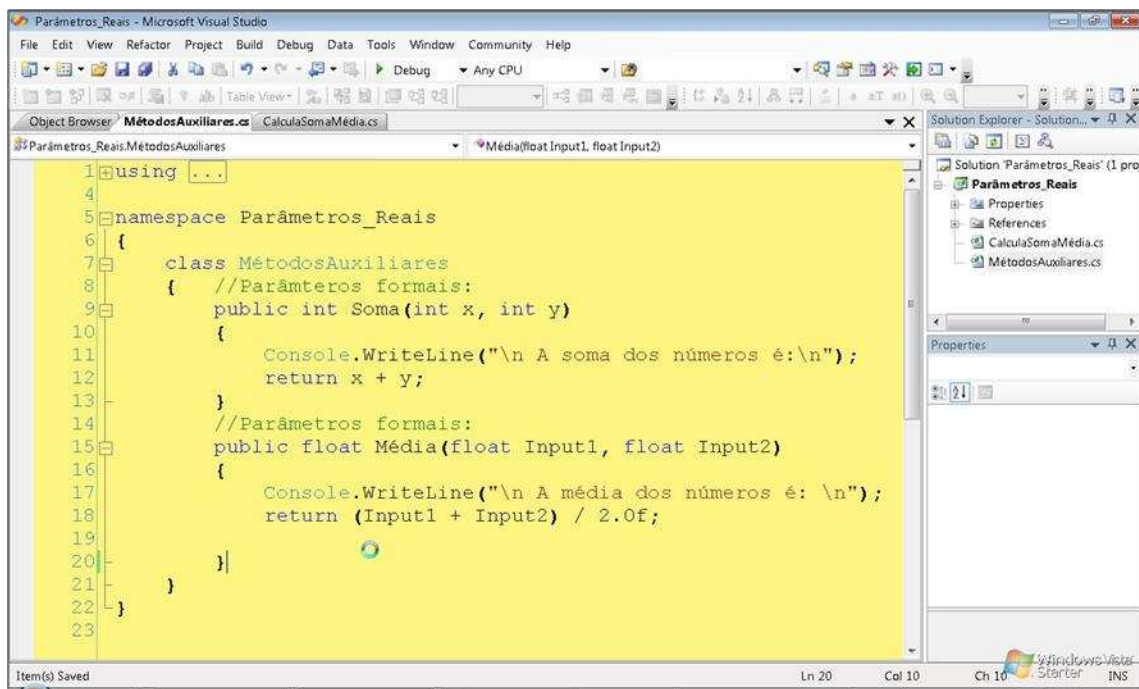 Parâmetros_Reais - Microsoft Visual Studio
File Edit View Refactor Project Build Debug Data Tools Window Community Help
Debug Any CPU
Table View
Object Browser MétodosAuxiliares.cs CalculaSomaMédia.cs
Parâmetros_Reais.MétodosAuxiliares Média(float Input1, float Input2)
1 using ...
4
5 namespace Parâmetros_Reais
6 {
7 class MétodosAuxiliares
8 { //Parâmteros formais:
9 public int Soma(int x, int y)
10 {
11 Console.WriteLine("\n A soma dos números é:\n");
12 return x + y;
13 }
14 //Parâmetros formais:
15 public float Média(float Input1, float Input2)
16 {
17 Console.WriteLine("\n A média dos números é: \n");
18 return (Input1 + Input2) / 2.0f;
19
20 }
21 }
22 }
23
Solution Explorer - Solution...
Solution 'Parâmetros_Reais' (1 pro
Parâmetros_Reais
Properties
References
CalculaSomaMédia.cs
MétodosAuxiliares.cs
Properties
Windows Vista
Starter
Item(s) Saved Ln 20 Col 10 Ch 10 INS